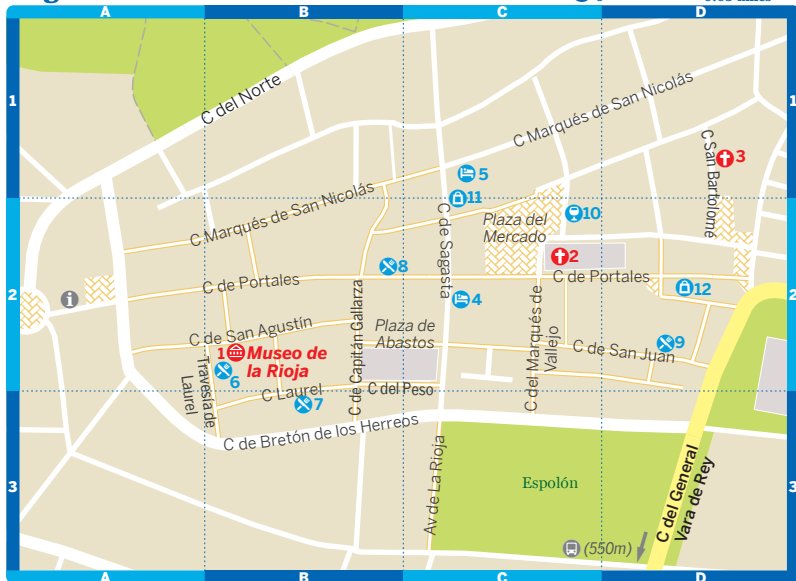 A
B
C
D
1
1
C del Norte
C Marqués de San Nicolás
C San Bartolomé
3
5
11
C Marqués de San Nicolás
Plaza del
Mercado
10
C de Sagasta
2
2
2
8
C de Portales
C de Portales
i
4
12
C de San Agustín
Plaza de
Abastos
C de Capitán Gallarza
C del Marqués de
Vallejo
9
C de San Juan
1 Museo de
la Rioja
6
Travesía de
Laurel
C Laurel
7
C del Peso
C de Bretón de los Herreos
Av de La Rioja
Espolón
C del General
Vara de Rey
3
3
(550m)
A
B
C
D